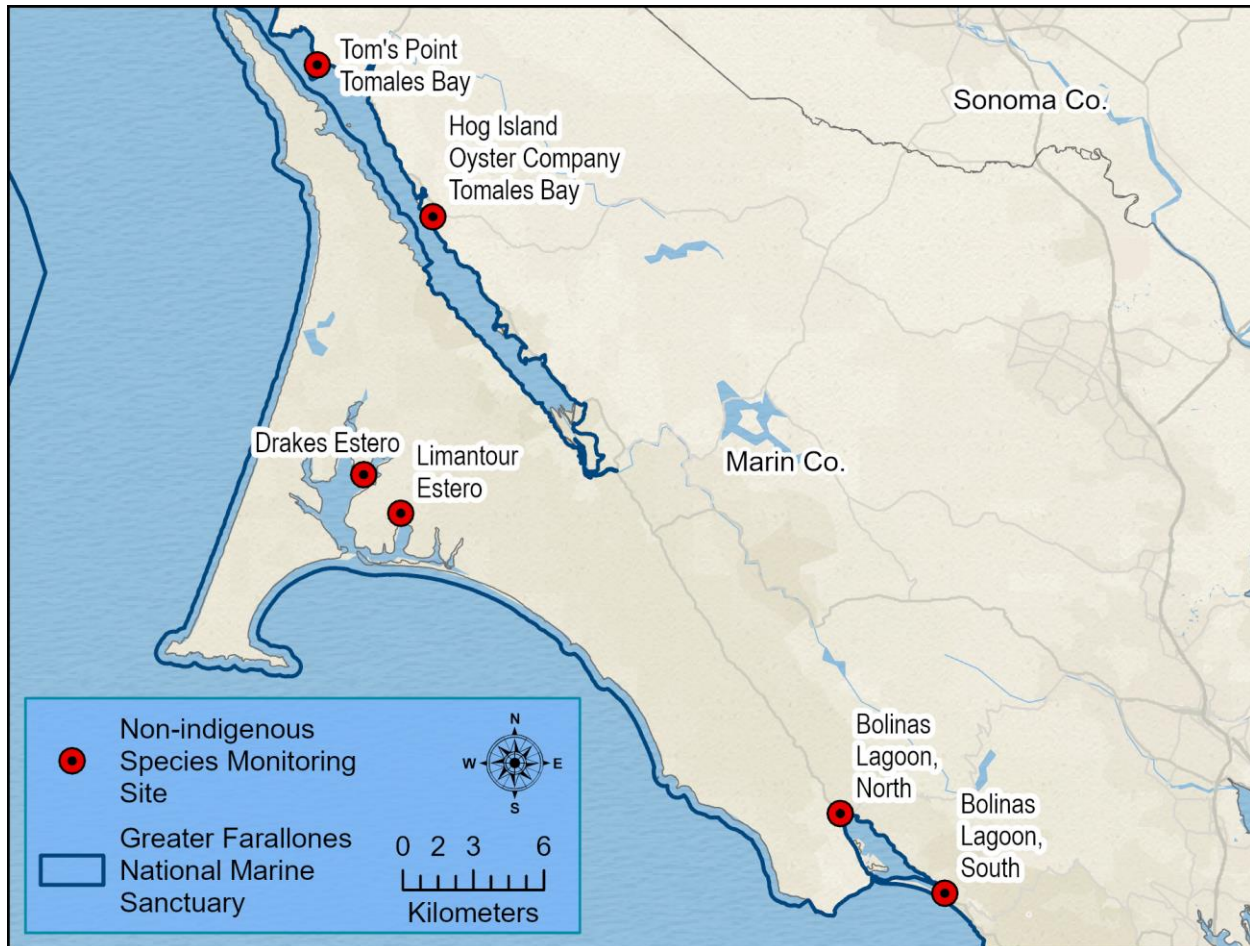 Tom's Point
Tomales Bay
Sonoma Co.
Hog Island
Oyster Company
Tomales Bay
Drakes Estero
Limantour
Estero
Marin Co.
Bolinas
Lagoon,
North
Bolinas
Lagoon,
South
Non-indigenous
Species Monitoring
Site
Greater Farallones
National Marine
Sanctuary
N
W E
S
0 2 3 6
Kilometers